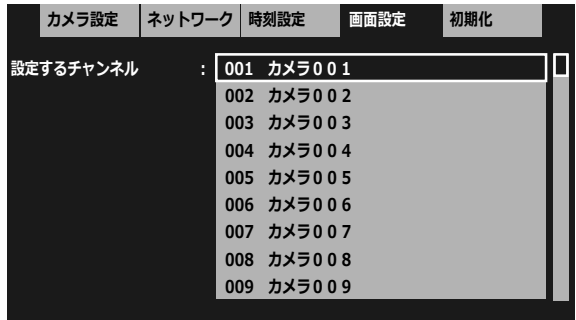 カメラ設定 ネットワーク 時刻設定 画面設定 初期化
設定するチャンネル : 001 カメラ００１
002 カメラ００２
003 カメラ００３
004 カメラ００４
005 カメラ００５
006 カメラ００６
007 カメラ００７
008 カメラ００８
009 カメラ００９